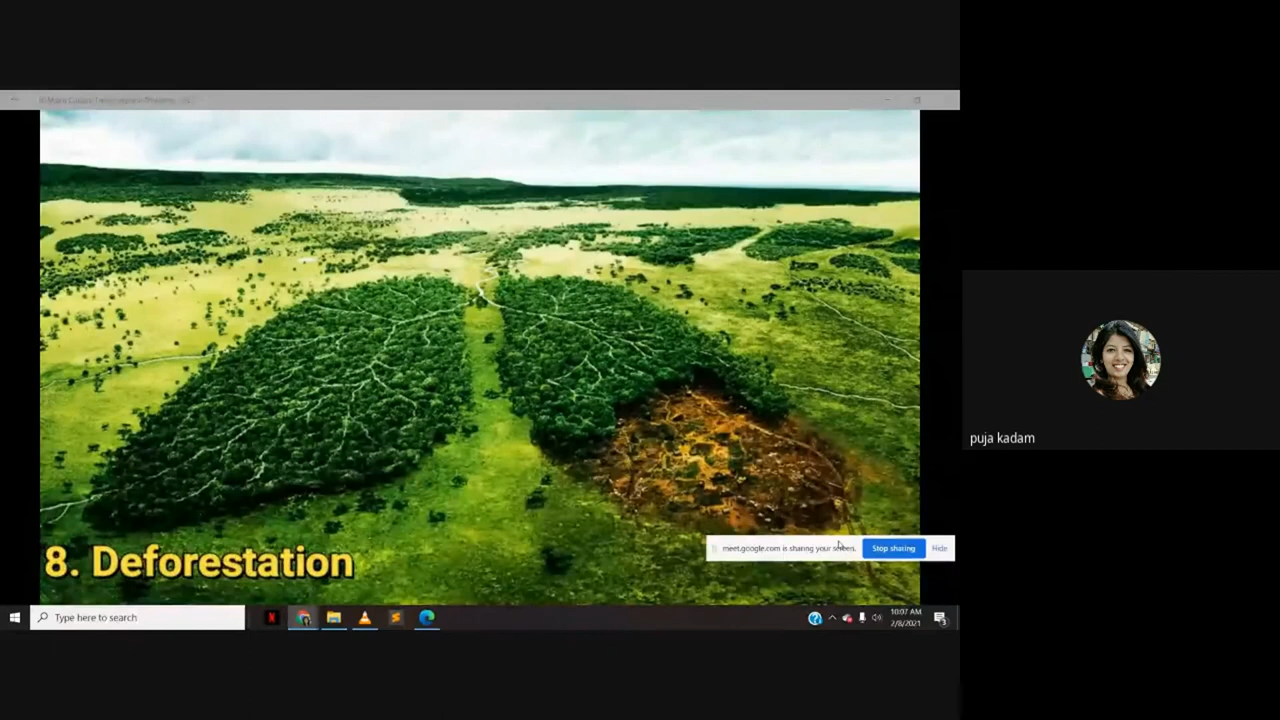 puja kadam
8. Deforestation
meet.google.com is sharing your screen.
Stop sharing
Hide
Type here to search
10:07 AM
2/8/2021